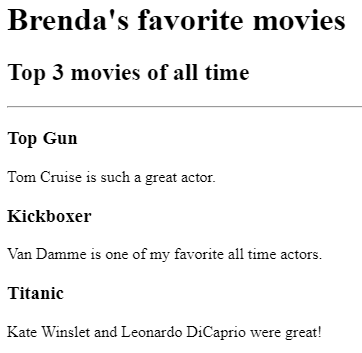 Brenda's favorite movies
Top 3 movies of all time
Top Gun
Tom Cruise is such a great actor.
Kickboxer
Van Damme is one of my favorite all time actors.
Titanic
Kate Winslet and Leonardo DiCaprio were great!